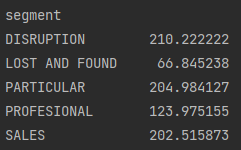 segment
DISRUPTION 210.222222
LOST AND FOUND 66.845238
PARTICULAR 204.984127
PROFESIONAL 123.975155
SALES 202.515873